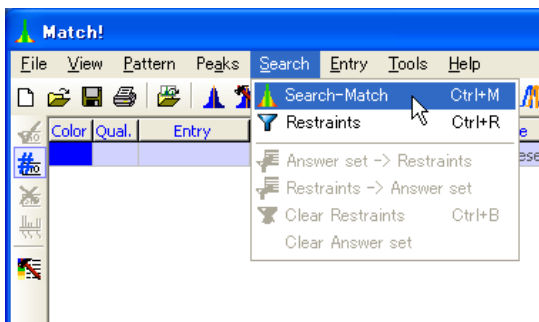 Match!
File View Pattern Peaks Search Entry Tools Help
Search-Match Ctrl+M
Color Qual. Entry
Restraints Ctrl+R
Answer set -> Restraints
Restraints -> Answer set
Clear Restraints Ctrl+B
Clear Answer set